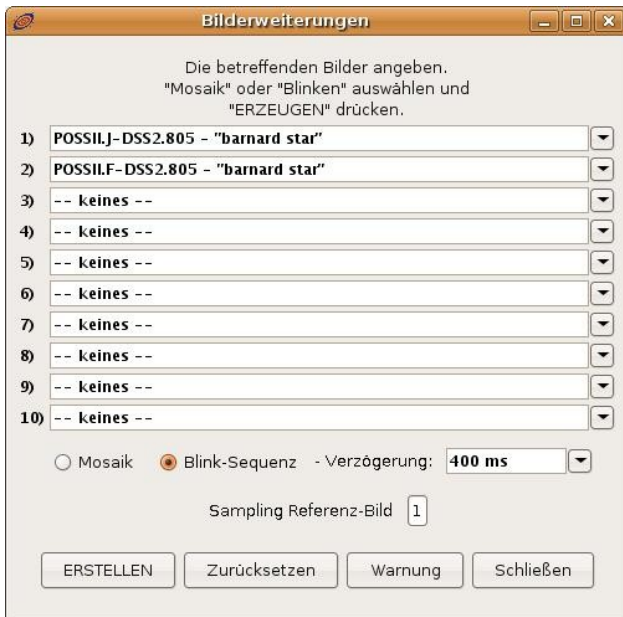 Bilderweiterungen
Die betreffenden Bilder angeben.
"Mosaik" oder "Blinken" auswählen und
"ERZEUGEN" drücken.
1) POSSII.J-DSS2.805 - "barnard star"
2) POSSII.F-DSS2.805 - "barnard star"
3) -- keines --
4) -- keines --
5) -- keines --
6) -- keines --
7) -- keines --
8) -- keines --
9) -- keines --
10) -- keines --
Mosaik Blink-Sequenz - Verzögerung: 400 ms
Sampling Referenz-Bild 1
ERSTELLEN Zurücksetzen Warnung Schließen